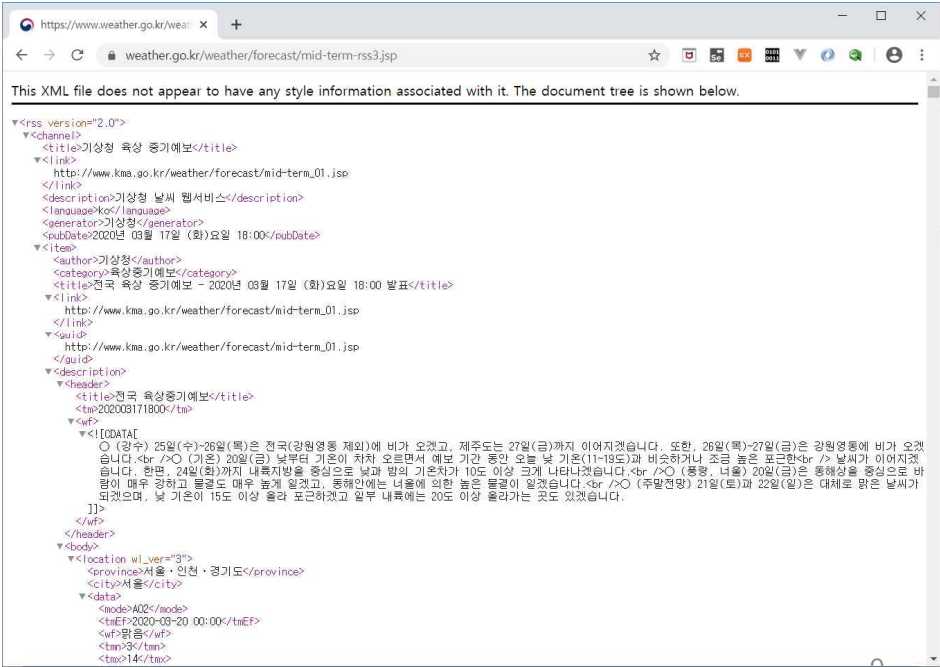 https://www.weather.go.kr/weat
weather.go.kr/weather/forecast/mid-term-rss3.jsp
This XML file does not appear to have any style information associated with it. The document tree is shown below.
▼<rss version="2.0">
▼<channel>
<title>기상청 육상 중기예보</title>
▼<link>
http://www.kma.go.kr/weather/forecast/mid-term_01.jsp
</link>
<description>기상청 날씨 웹서비스</description>
<language>ko</language>
<generator>기상청</generator>
<pubDate>2020년 03월 17일 (화)요일 18:00</pubDate>
▼<item>
<author>기상청</author>
<category>육상중기예보</category>
<title>전국 육상 중기예보 - 2020년 03월 17일 (화)요일 18:00 발표</title>
▼<link>
http://www.kma.go.kr/weather/forecast/mid-term_01.jsp
</link>
▼<guid>
http://www.kma.go.kr/weather/forecast/mid-term_01.jsp
</guid>
▼<description>
▼<header>
<title>전국 육상중기예보</title>
<tm>202003171800</tm>
▼<wf>
▼<![CDATA[
○ (강수) 25일(수)~26일(목)은 전국(강원영동 제외)에 비가 오겠고, 제주도는 27일(금)까지 이어지겠습니다. 또한, 26일(목)~27일(금)은 강원영동에 비가 오겠
습니다.<br />○ (기온) 20일(금) 낮부터 기온이 차차 오르면서 예보 기간 동안 오늘 낮 기온(11~19도)과 비슷하거나 조금 높은 포근한<br /> 날씨가 이어지겠
습니다. 한편, 24일(화)까지 내륙지방을 중심으로 낮과 밤의 기온차가 10도 이상 크게 나타나겠습니다.<br />○ (풍랑, 너울) 20일(금)은 동해상을 중심으로 바
람이 매우 강하고 물결도 매우 높게 일겠고, 동해안에는 너울에 의한 높은 물결이 일겠습니다.<br />○ (주말전망) 21일(토)과 22일(일)은 대체로 맑은 날씨가
되겠으며, 낮 기온이 15도 이상 올라 포근하겠고 일부 내륙에는 20도 이상 올라가는 곳도 있겠습니다.
]]>
</wf>
</header>
▼<body>
▼<location wl_ver="3">
<province>서울・인천・경기도</province>
<city>서울</city>
▼<data>
<mode>A02</mode>
<tmEf>2020-03-20 00:00</tmEf>
<wf>맑음</wf>
<tmn>3</tmn>
<tmx>14</tmx>